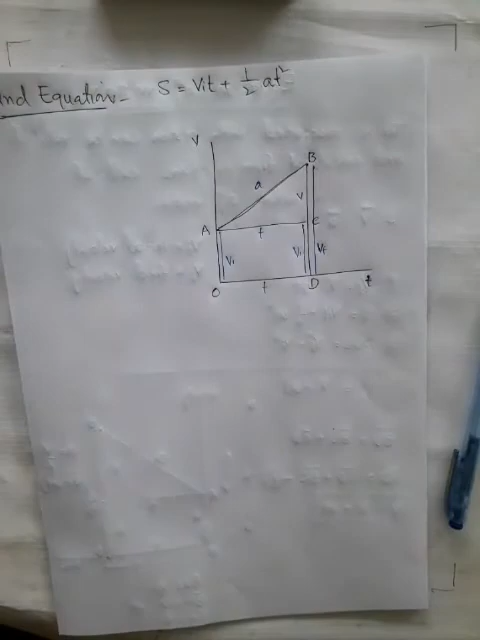 nd Equation- S = Vit + 1/2 at²
V
B
a
V
A
t
C
Vi
Vi
Vf
O
t
D
t